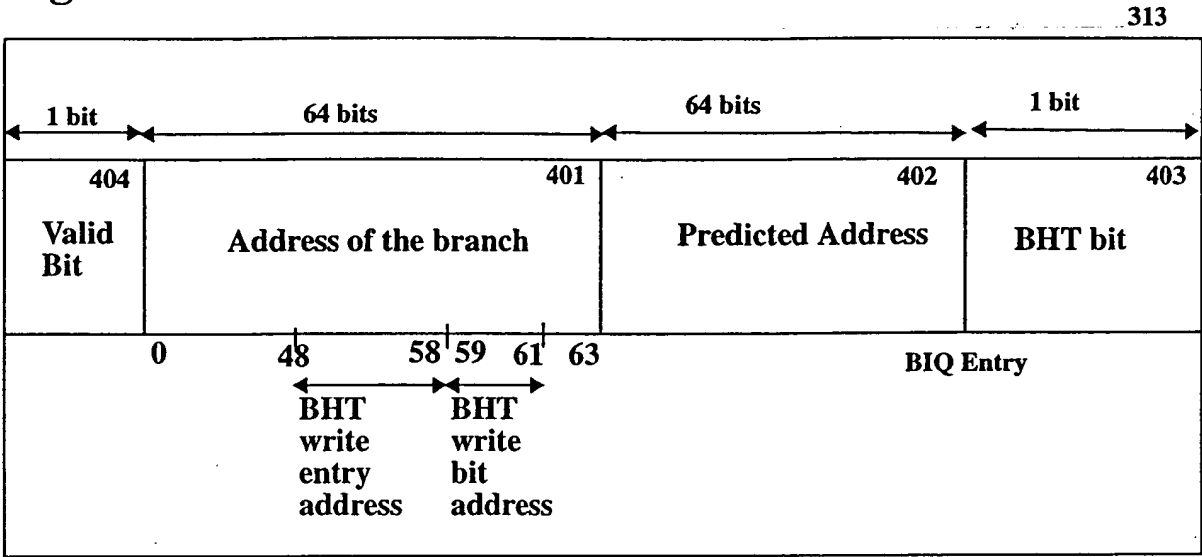 313
1 bit 64 bits 64 bits 1 bit
404 401 402 403
Valid
Bit
Address of the branch
Predicted Address
BHT bit
0 48 58 59 61 63
BIQ Entry
BHT
write
entry
address
BHT
write
bit
address